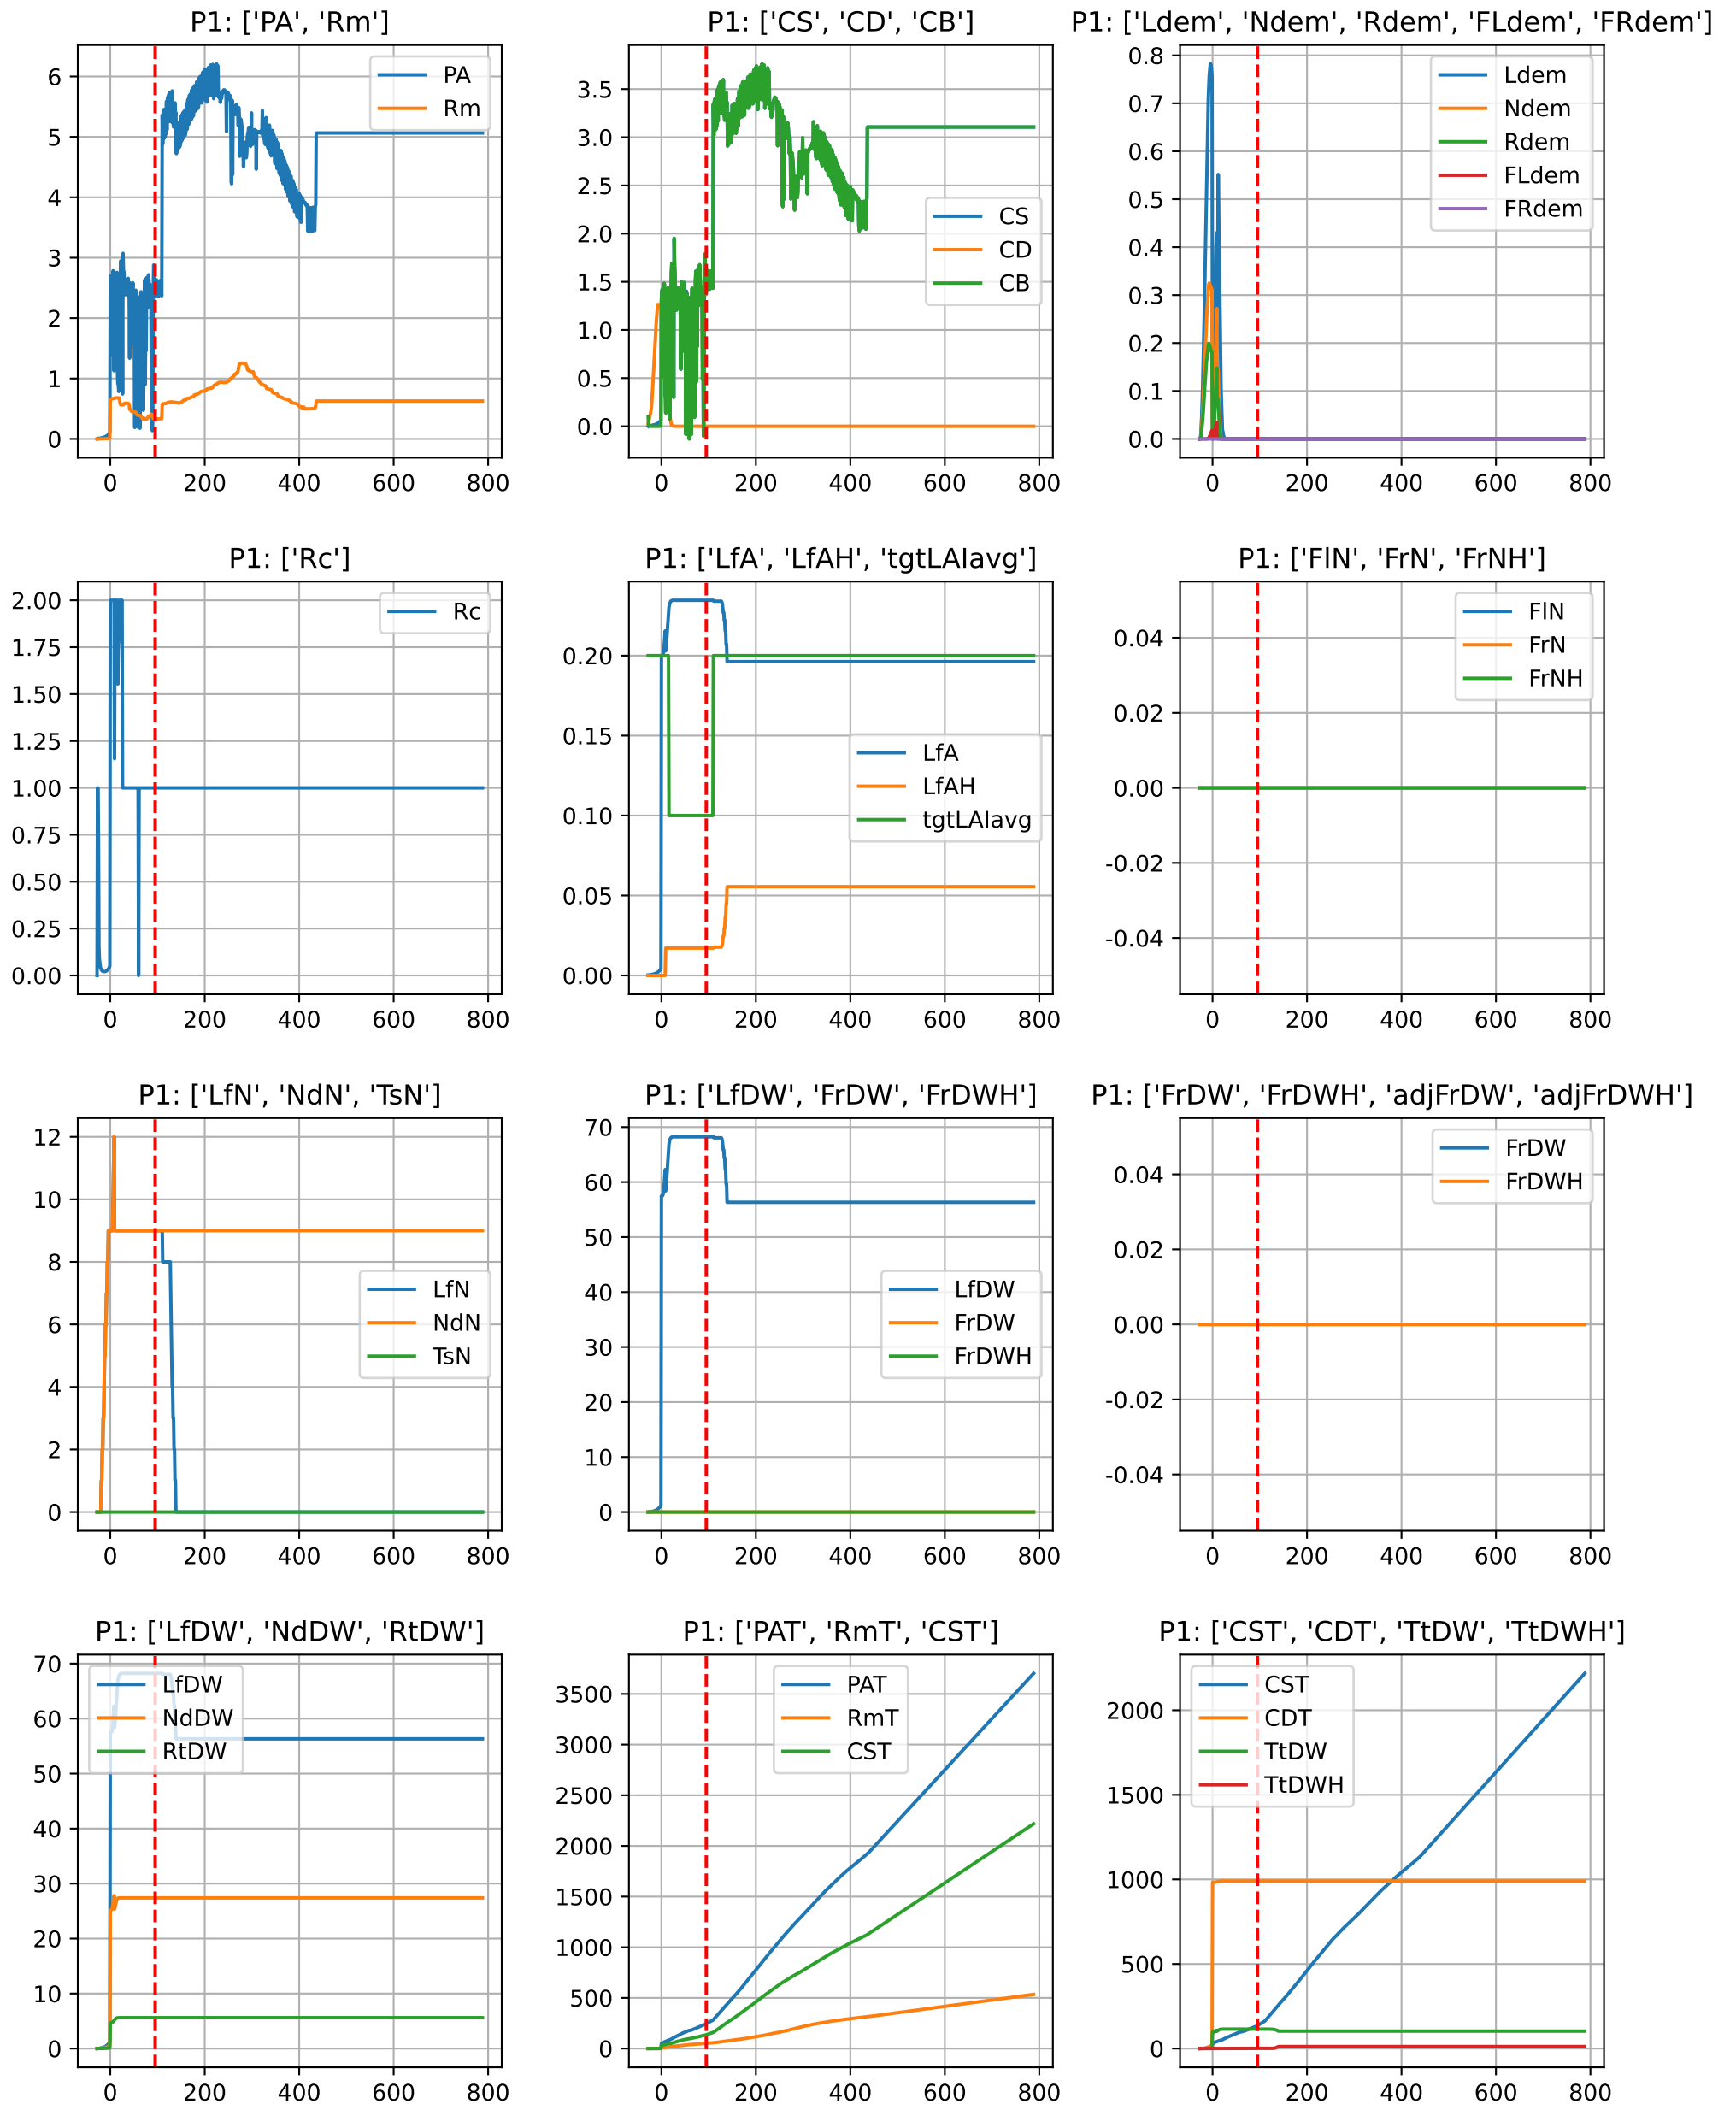 P1: ['PA', 'Rm']
6
5
4
3
2
1
0
PA
Rm
0 200 400 600 800
P1: ['CS', 'CD', 'CB']
3.5
3.0
2.5
2.0
1.5
1.0
0.5
0.0
CS
CD
CB
0 200 400 600 800
P1: ['Ldem', 'Ndem', 'Rdem', 'FLdem', 'FRdem']
0.8
0.7
0.6
0.5
0.4
0.3
0.2
0.1
0.0
Ldem
Ndem
Rdem
FLdem
FRdem
0 200 400 600 800
P1: ['Rc']
2.00
1.75
1.50
1.25
1.00
0.75
0.50
0.25
0.00
Rc
0 200 400 600 800
P1: ['LfA', 'LfAH', 'tgtLAIavg']
0.20
0.15
0.10
0.05
0.00
LfA
LfAH
tgtLAIavg
0 200 400 600 800
P1: ['FlN', 'FrN', 'FrNH']
0.04
0.02
0.00
-0.02
-0.04
FlN
FrN
FrNH
0 200 400 600 800
P1: ['LfN', 'NdN', 'TsN']
12
10
8
6
4
2
0
LfN
NdN
TsN
0 200 400 600 800
P1: ['LfDW', 'FrDW', 'FrDWH']
70
60
50
40
30
20
10
0
LfDW
FrDW
FrDWH
0 200 400 600 800
P1: ['FrDW', 'FrDWH', 'adjFrDW', 'adjFrDWH']
0.04
0.02
0.00
-0.02
-0.04
FrDW
FrDWH
0 200 400 600 800
P1: ['LfDW', 'NdDW', 'RtDW']
70
60
50
40
30
20
10
0
LfDW
NdDW
RtDW
0 200 400 600 800
P1: ['PAT', 'RmT', 'CST']
3500
3000
2500
2000
1500
1000
500
0
PAT
RmT
CST
0 200 400 600 800
P1: ['CST', 'CDT', 'TtDW', 'TtDWH']
2000
1500
1000
500
0
CST
CDT
TtDW
TtDWH
0 200 400 600 800